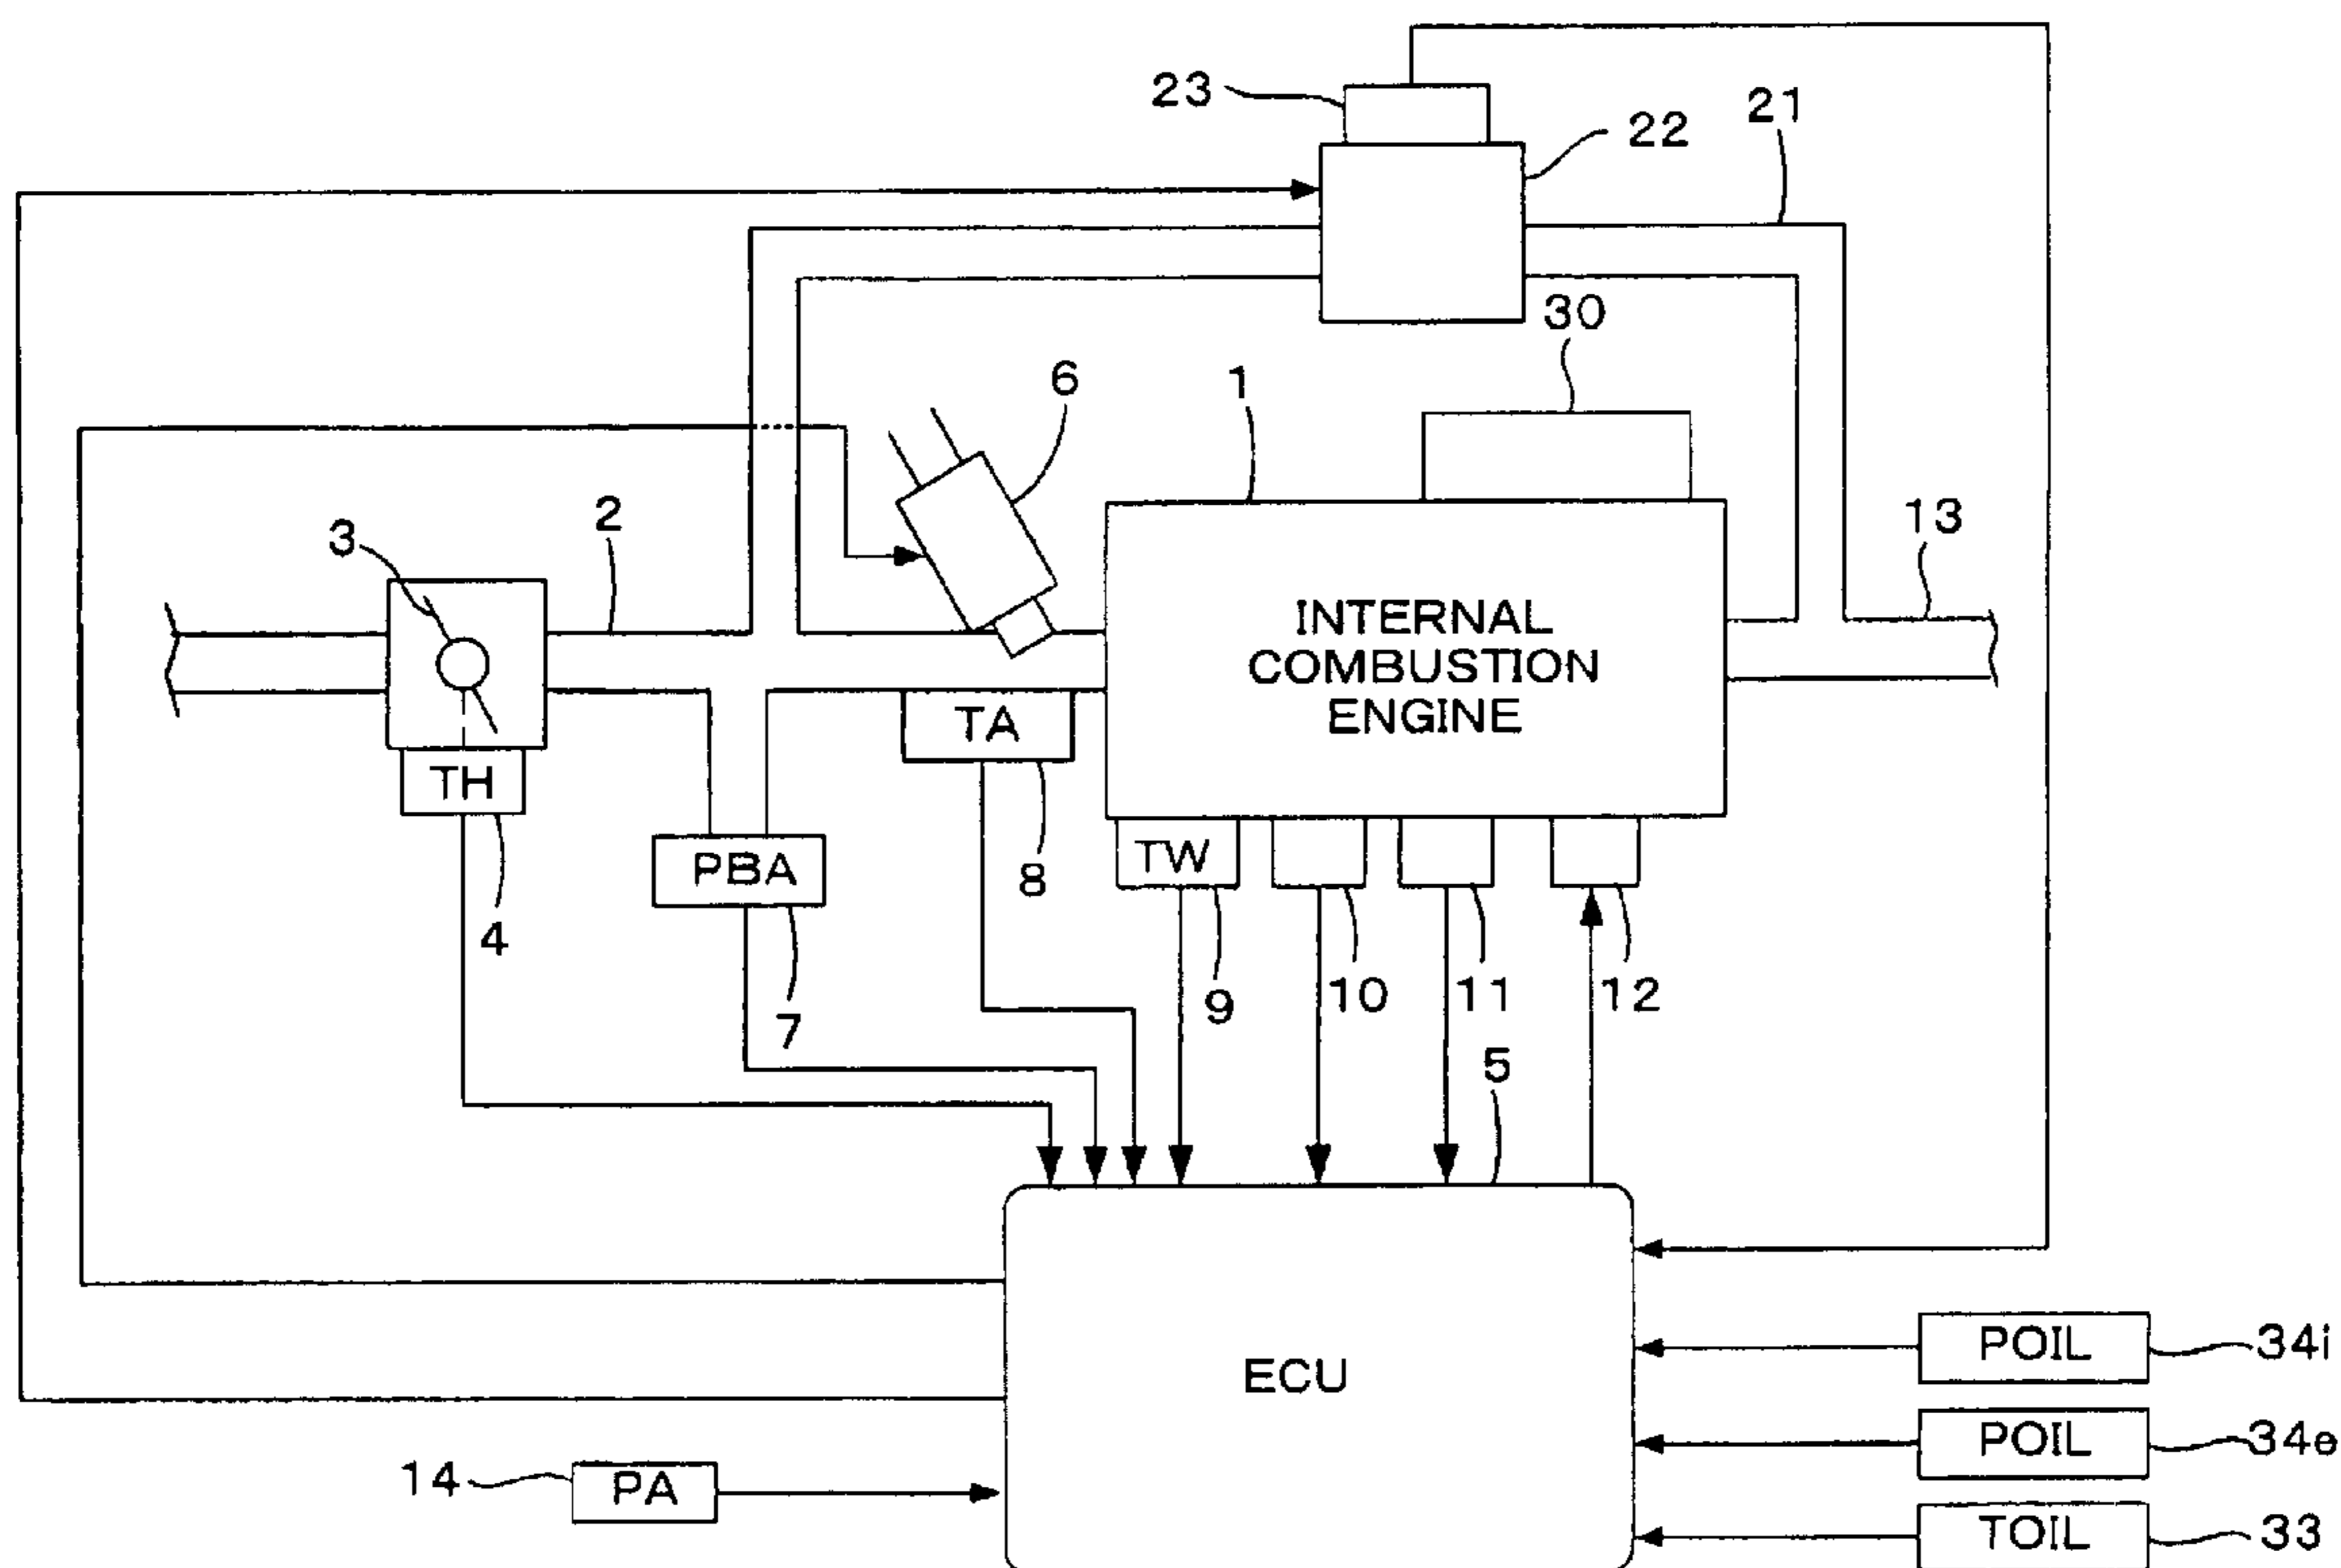 23
22
21
30
6
1
2
3
13
INTERNAL
COMBUSTION
ENGINE
TA
TH
TW
PBA
8
4
9
10
11
12
7
5
POIL
34i
ECU
POIL
34e
14
PA
TOIL
33